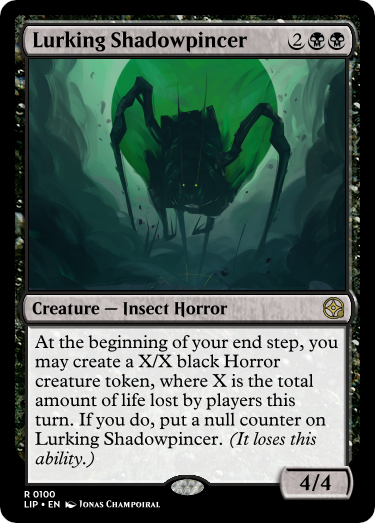 Lurking Shadowpincer 2
Creature — Insect Horror
At the beginning of your end step, you
may create a X/X black Horror
creature token, where X is the total
amount of life lost by players this
turn. If you do, put a null counter on
Lurking Shadowpincer. (It loses this
ability.)
4/4
R 0100
LIP • EN Jonas Champoiral